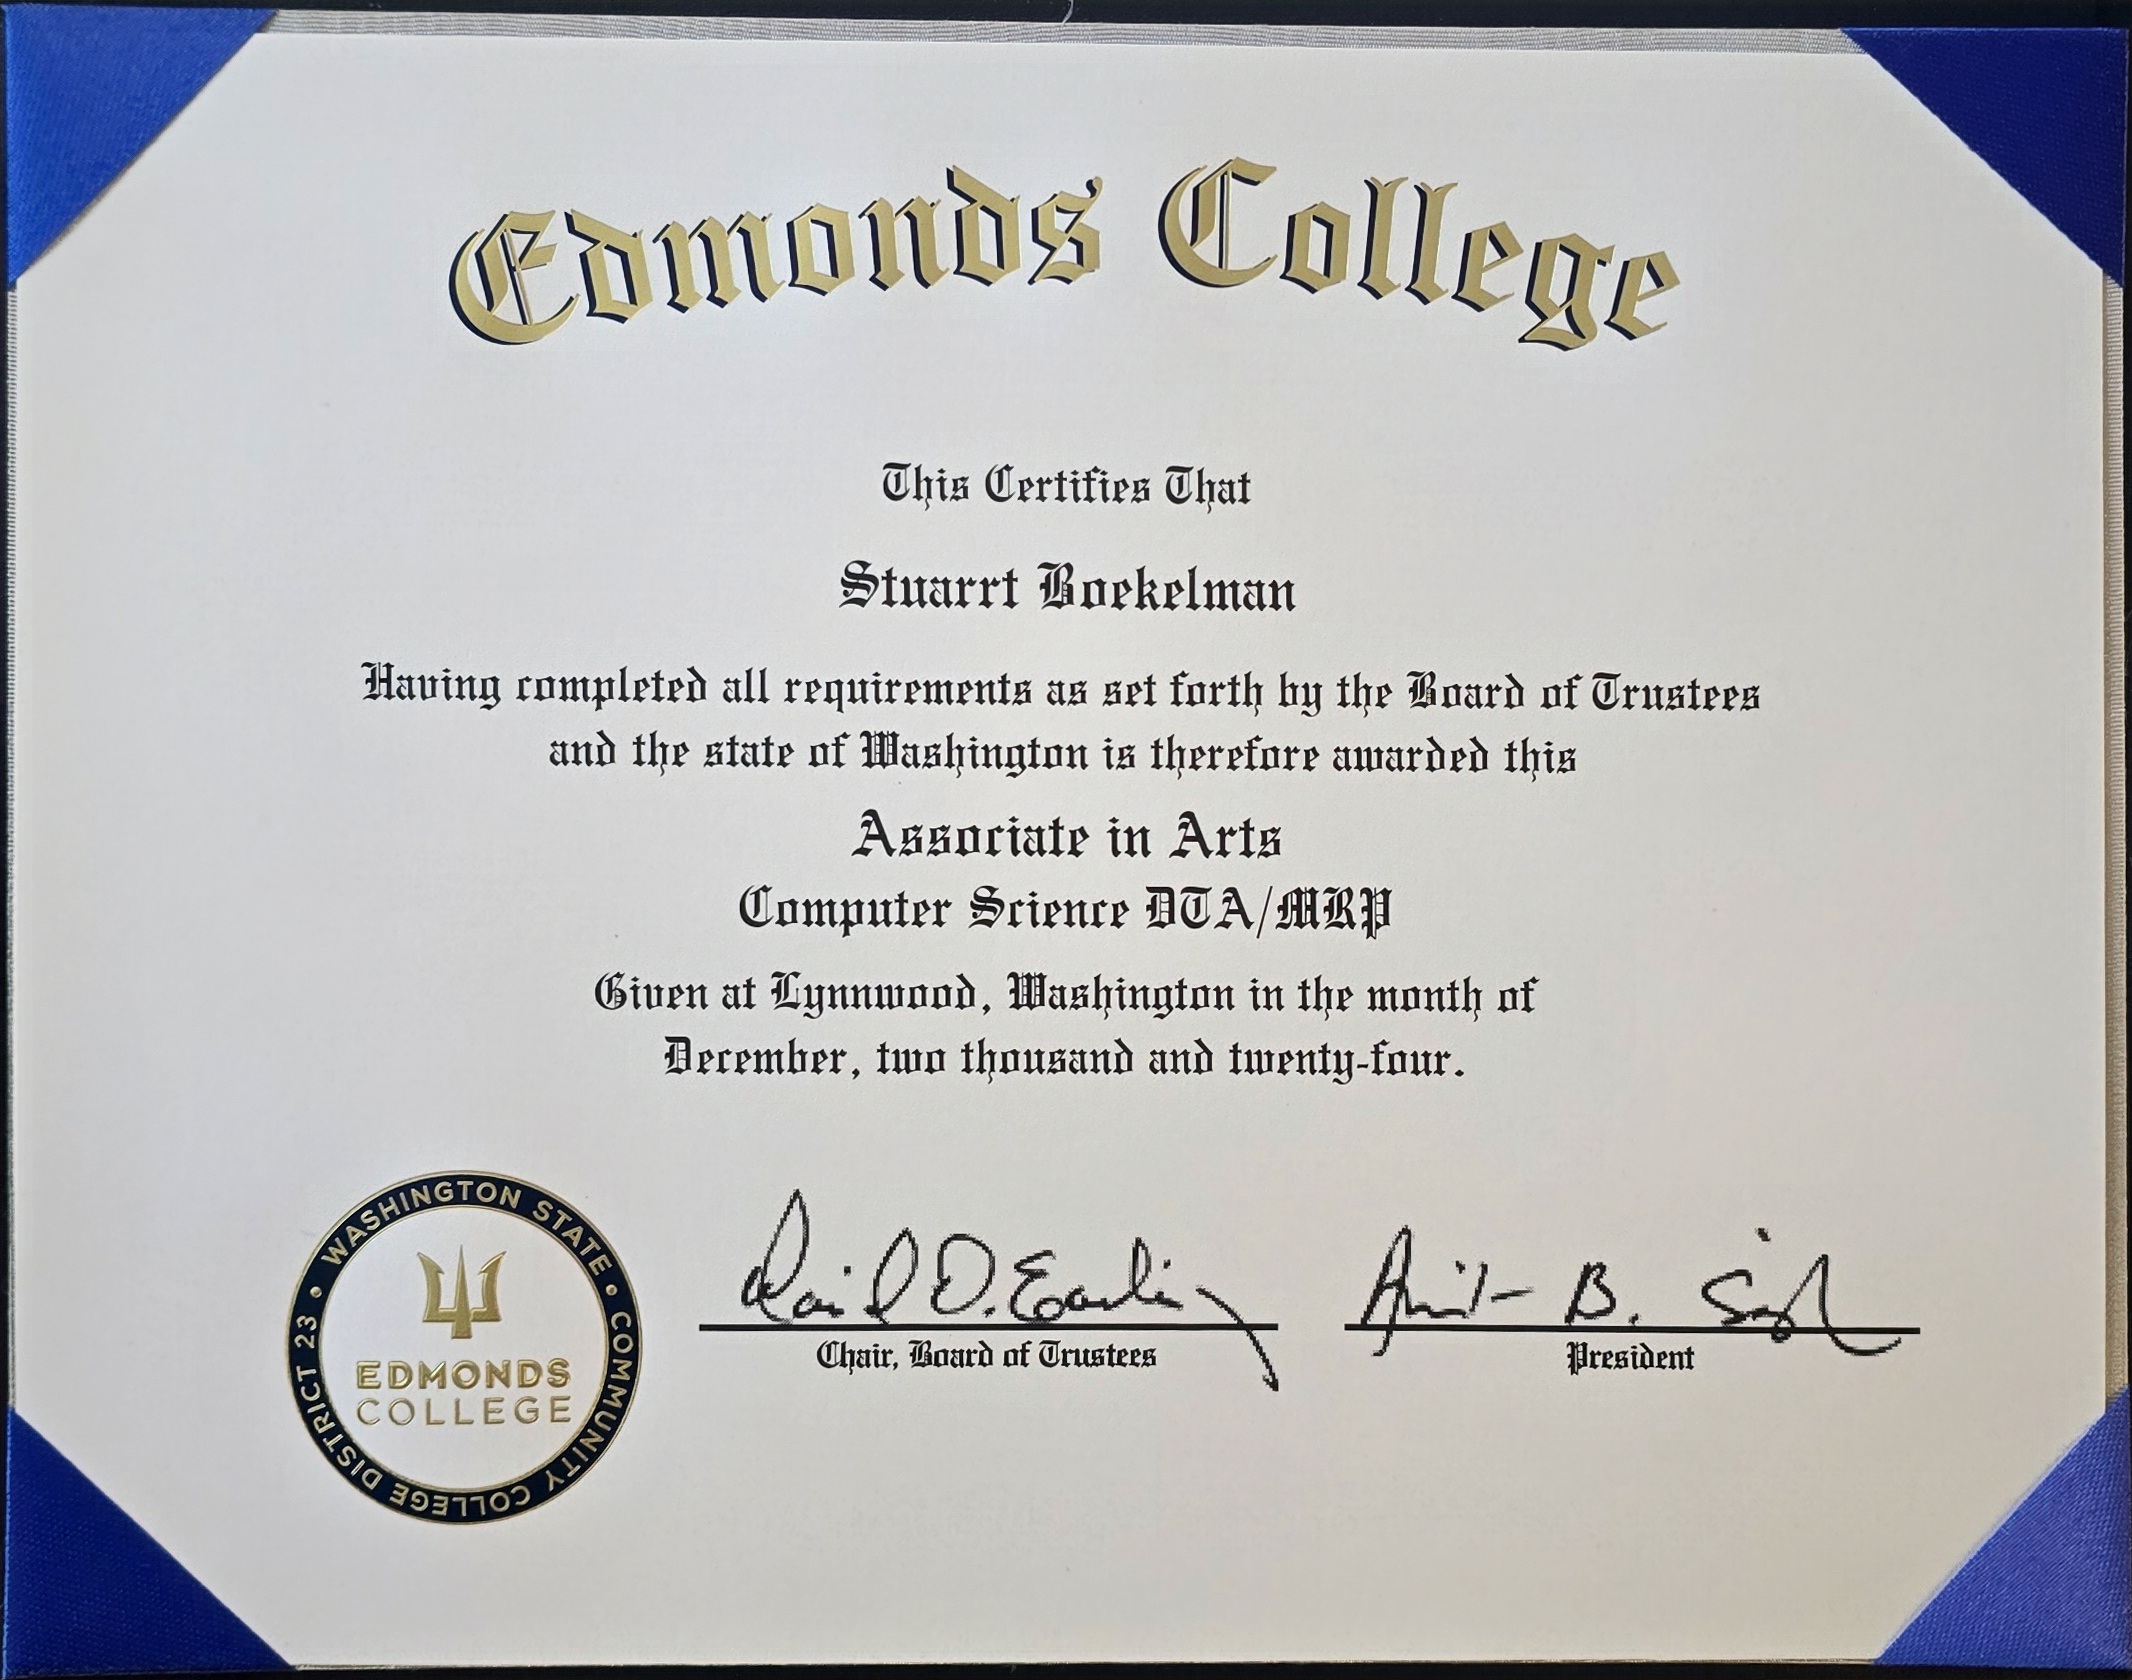 Edmonds College
This Certifies That
Stuarrt Boekelman
Having completed all requirements as set forth by the Board of Trustees
and the state of Washington is therefore awarded this
Associate in Arts
Computer Science DTA/MRP
Given at Lynnwood, Washington in the month of
December, two thousand and twenty-four.
WASHINGTON STATE • COMMUNITY COLLEGE DISTRICT 23 •
EDMONDS
COLLEGE
Chair, Board of Trustees
President